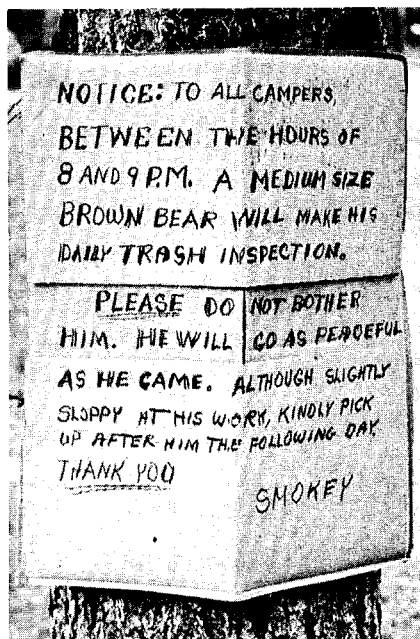 NOTICE: TO ALL CAMPERS,
BETWEEN THE HOURS OF
8 AND 9 P.M. A MEDIUM SIZE
BROWN BEAR WILL MAKE HIS
DAILY TRASH INSPECTION.
PLEASE DO NOT BOTHER
HIM. HE WILL GO AS PEACEFUL
AS HE CAME. ALTHOUGH SLIGHTLY
SLOPPY AT HIS WORK, KINDLY PICK
UP AFTER HIM THE FOLLOWING DAY.
THANK YOU
SMOKEY